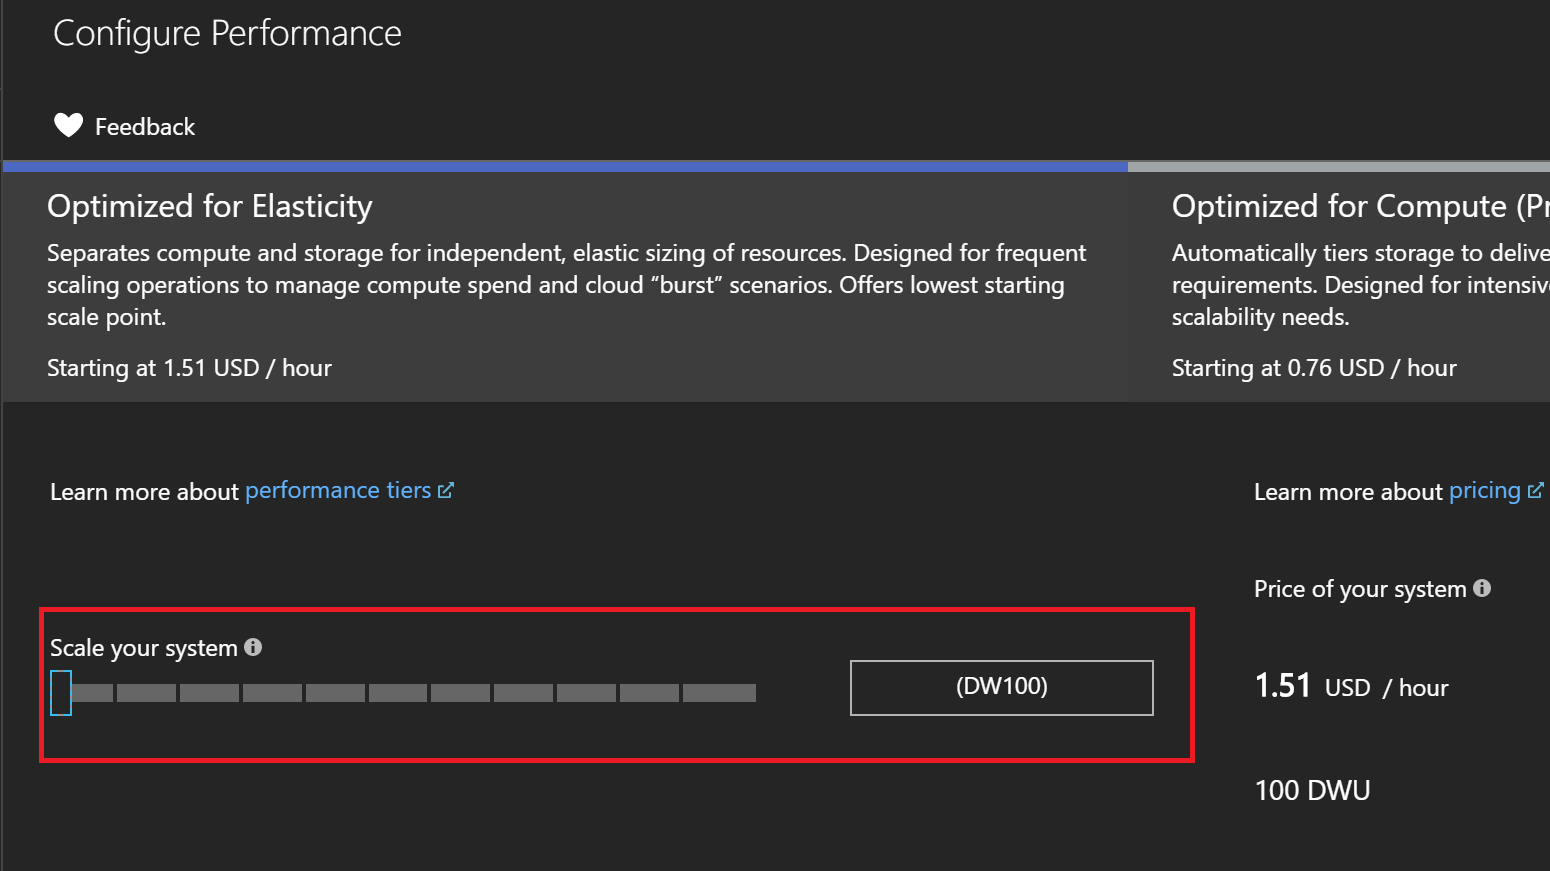 Configure Performance
Feedback
Optimized for Elasticity
Separates compute and storage for independent, elastic sizing of resources. Designed for frequent
scaling operations to manage compute spend and cloud “burst” scenarios. Offers lowest starting
scale point.
Starting at 1.51 USD / hour
Optimized for Compute (Pr
Automatically tiers storage to delive
requirements. Designed for intensive
scalability needs.
Starting at 0.76 USD / hour
Learn more about performance tiers
Learn more about pricing
Price of your system
Scale your system
(DW100)
1.51 USD / hour
100 DWU